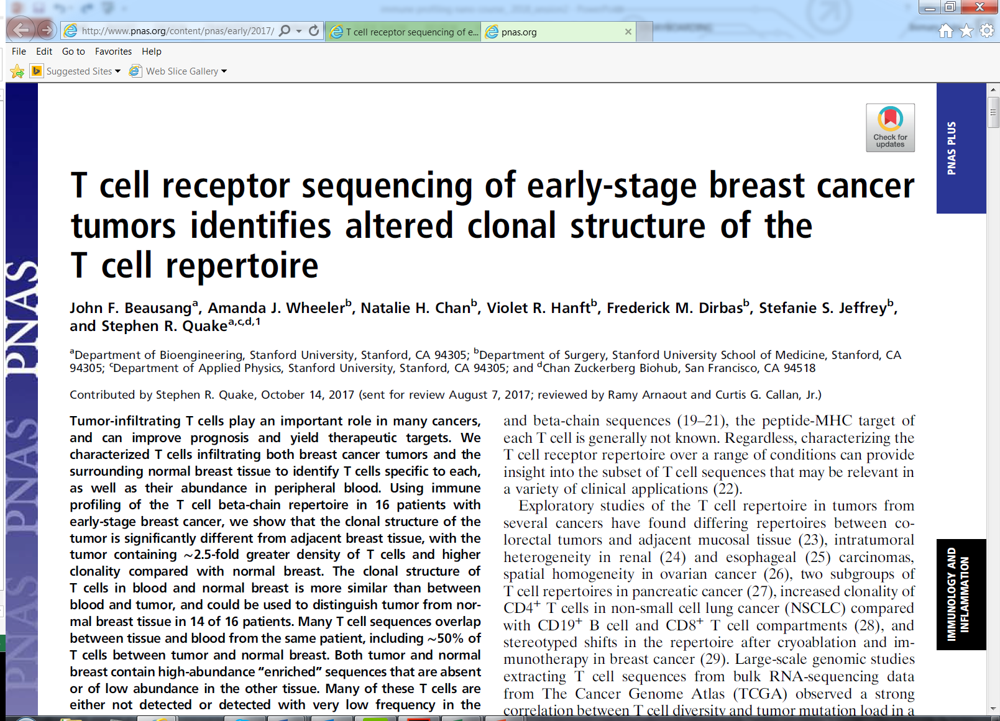 http://www.pnas.org/content/pnas/early/2017/
T cell receptor sequencing of e...
pnas.org
File Edit Go to Favorites Help
Suggested Sites
Web Slice Gallery
Check for
updates
PNAS PLUS
T cell receptor sequencing of early-stage breast cancer
tumors identifies altered clonal structure of the
T cell repertoire
John F. Beausangᵃ, Amanda J. Wheelerᵇ, Natalie H. Chanᵇ, Violet R. Hanftᵇ, Frederick M. Dirbasᵇ, Stefanie S. Jeffreyᵇ,
and Stephen R. Quakeᵃ,ᶜ,ᵈ,¹
ᵃDepartment of Bioengineering, Stanford University, Stanford, CA 94305; ᵇDepartment of Surgery, Stanford University School of Medicine, Stanford, CA
94305; ᶜDepartment of Applied Physics, Stanford University, Stanford, CA 94305; and ᵈChan Zuckerberg Biohub, San Francisco, CA 94518
Contributed by Stephen R. Quake, October 14, 2017 (sent for review August 7, 2017; reviewed by Ramy Arnaout and Curtis G. Callan, Jr.)
Tumor-infiltrating T cells play an important role in many cancers,
and can improve prognosis and yield therapeutic targets. We
characterized T cells infiltrating both breast cancer tumors and the
surrounding normal breast tissue to identify T cells specific to each,
as well as their abundance in peripheral blood. Using immune
profiling of the T cell beta-chain repertoire in 16 patients with
early-stage breast cancer, we show that the clonal structure of the
tumor is significantly different from adjacent breast tissue, with the
tumor containing ~2.5-fold greater density of T cells and higher
clonality compared with normal breast. The clonal structure of
T cells in blood and normal breast is more similar than between
blood and tumor, and could be used to distinguish tumor from nor-
mal breast tissue in 14 of 16 patients. Many T cell sequences overlap
between tissue and blood from the same patient, including ~50% of
T cells between tumor and normal breast. Both tumor and normal
breast contain high-abundance “enriched” sequences that are absent
or of low abundance in the other tissue. Many of these T cells are
either not detected or detected with very low frequency in the
and beta-chain sequences (19–21), the peptide-MHC target of
each T cell is generally not known. Regardless, characterizing the
T cell receptor repertoire over a range of conditions can provide
insight into the subset of T cell sequences that may be relevant in
a variety of clinical applications (22).
Exploratory studies of the T cell repertoire in tumors from
several cancers have found differing repertoires between co-
lorectal tumors and adjacent mucosal tissue (23), intratumoral
heterogeneity in renal (24) and esophageal (25) carcinomas,
spatial homogeneity in ovarian cancer (26), two subgroups of
T cell repertoires in pancreatic cancer (27), increased clonality of
CD4⁺ T cells in non-small cell lung cancer (NSCLC) compared
with CD19⁺ B cell and CD8⁺ T cell compartments (28), and
stereotyped shifts in the repertoire after cryoablation and im-
munotherapy in breast cancer (29). Large-scale genomic studies
extracting T cell sequences from bulk RNA-sequencing data
from The Cancer Genome Atlas (TCGA) observed a strong
correlation between T cell diversity and tumor mutation load in a
IMMUNOLOGY AND
INFLAMMATION
PNAS
PNAS
PNAS